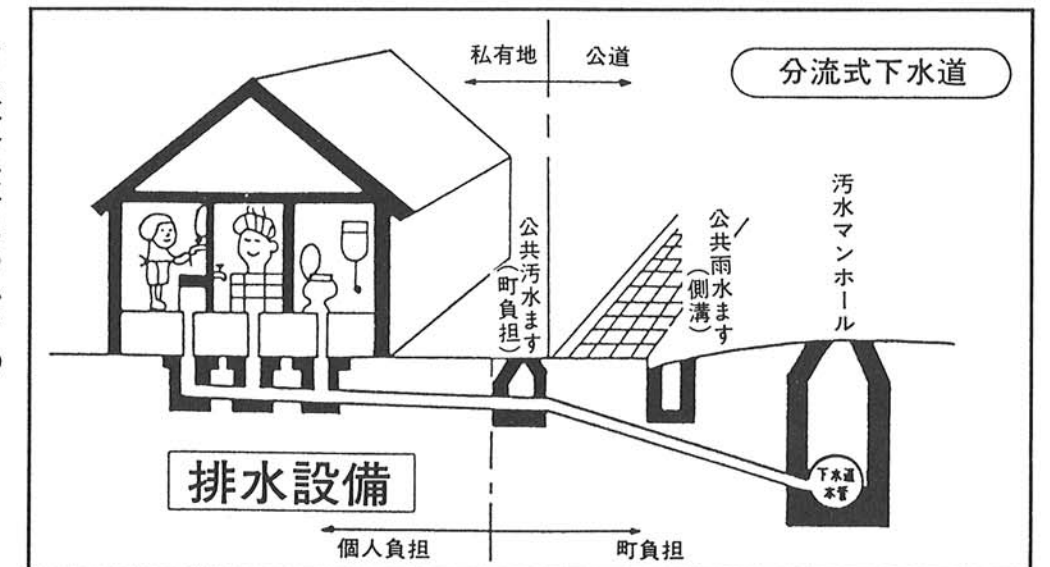 私有地
公道
分流式下水道
公共汚水ます
(町負担)
公共雨水ます
(側溝)
汚水マンホール
下水道
本管
排水設備
個人負担
町負担